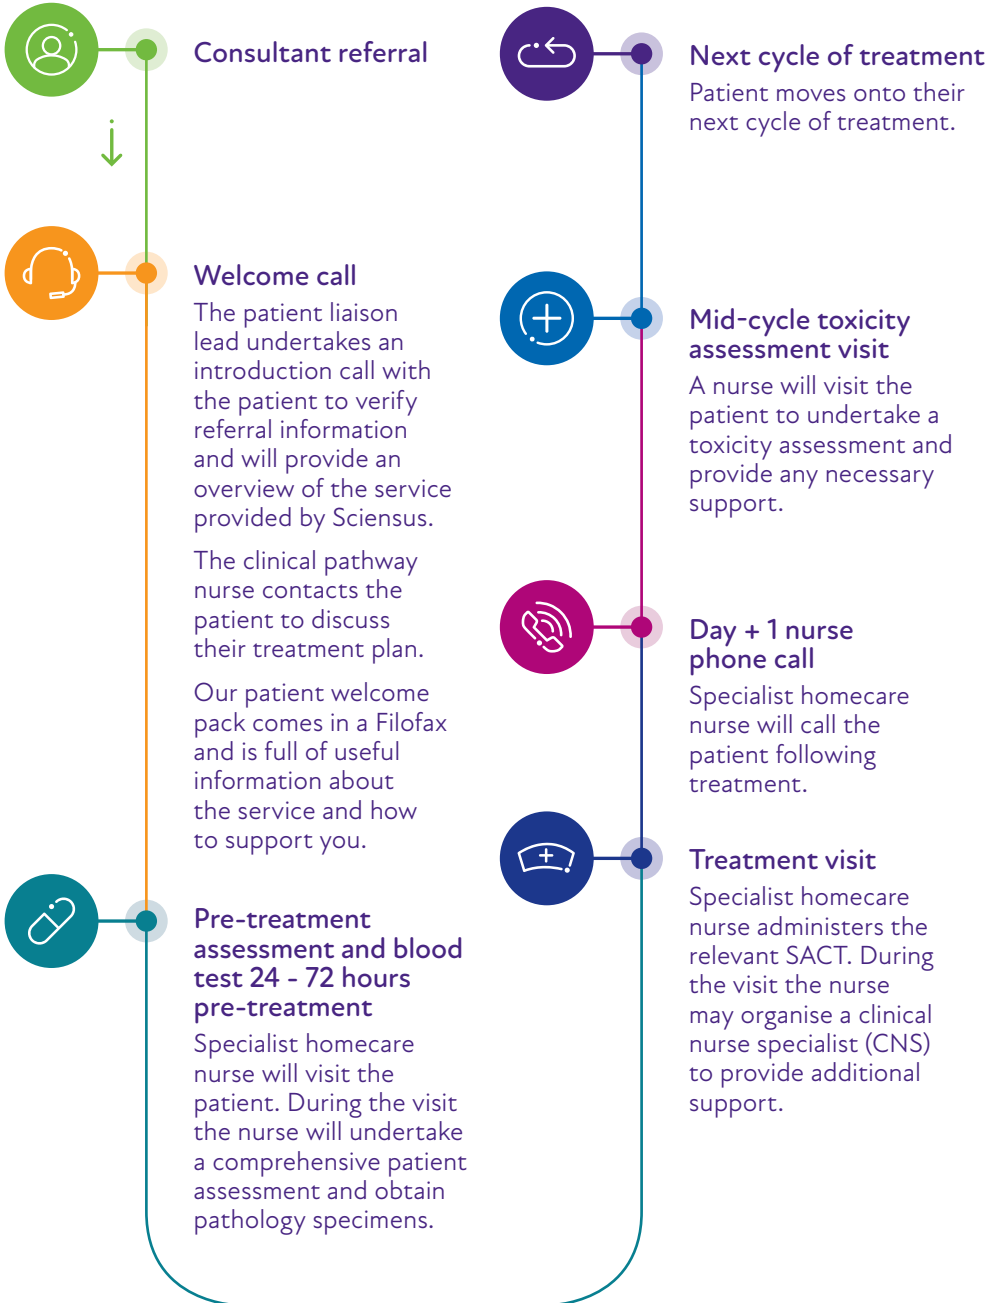 Consultant referral
Welcome call
The patient liaison
lead undertakes an
introduction call with
the patient to verify
referral information
and will provide an
overview of the service
provided by Sciensus.
The clinical pathway
nurse contacts the
patient to discuss
their treatment plan.
Our patient welcome
pack comes in a Filofax
and is full of useful
information about
the service and how
to support you.
Pre-treatment
assessment and blood
test 24 - 72 hours
pre-treatment
Specialist homecare
nurse will visit the
patient. During the visit
the nurse will undertake
a comprehensive patient
assessment and obtain
pathology specimens.
Next cycle of treatment
Patient moves onto their
next cycle of treatment.
Mid-cycle toxicity
assessment visit
A nurse will visit the
patient to undertake a
toxicity assessment and
provide any necessary
support.
Day + 1 nurse
phone call
Specialist homecare
nurse will call the
patient following
treatment.
Treatment visit
Specialist homecare
nurse administers the
relevant SACT. During
the visit the nurse
may organise a clinical
nurse specialist (CNS)
to provide additional
support.